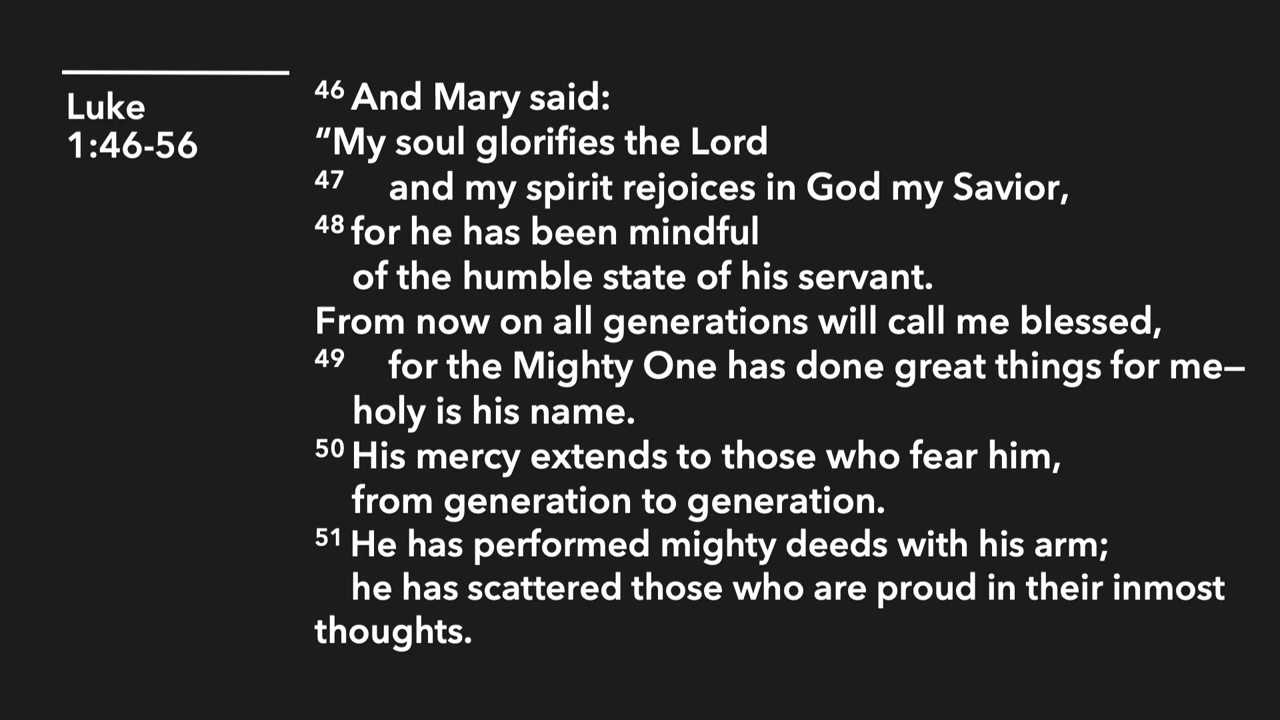 Luke
1:46-56
46 And Mary said:
“My soul glorifies the Lord
47 and my spirit rejoices in God my Savior,
48 for he has been mindful
of the humble state of his servant.
From now on all generations will call me blessed,
49 for the Mighty One has done great things for me—
holy is his name.
50 His mercy extends to those who fear him,
from generation to generation.
51 He has performed mighty deeds with his arm;
he has scattered those who are proud in their inmost
thoughts.